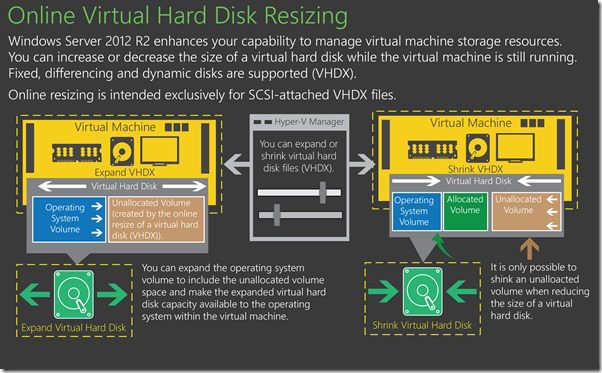 Online Virtual Hard Disk Resizing
Windows Server 2012 R2 enhances your capability to manage virtual machine storage resources.
You can increase or decrease the size of a virtual hard disk while the virtual machine is still running.
Fixed, differencing and dynamic disks are supported (VHDX).
Online resizing is intended exclusively for SCSI-attached VHDX files.
Virtual Machine
Expand VHDX
Virtual Hard Disk
Operating
System
Volume
Unallocated Volume
(created by the online
resize of a virtual hard
disk (VHDX)).
Expand Virtual Hard Disk
You can expand the operating system
volume to include the unallocated volume
space and make the expanded virtual hard
disk capacity available to the operating
system within the virtual machine.
Hyper-V Manager
You can expand or
shrink virtual hard
disk files (VHDX).
Virtual Machine
Shrink VHDX
Virtual Hard Disk
Operating
System
Volume
Allocated
Volume
Unallocated
Volume
Shrink Virtual Hard Disk
It is only possible to
shink an unalloacted
volume when reducing
the size of a virtual
hard disk.